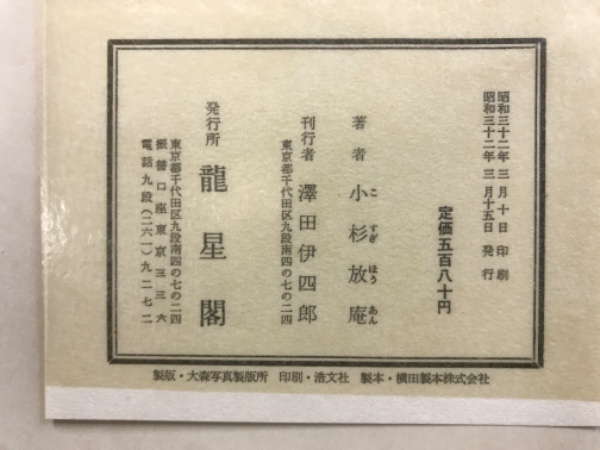 昭和三十二年 三月十日 印刷
昭和三十二年 三月十五日 発行
定価五百八十円
著者 小杉放庵
こ すぎ ほう あん
刊行者 澤田伊四郎
東京都千代田区九段南四の七の二四
発行所 龍星閣
東京都千代田区九段南四の七の二四
振替口座東京三三六
電話九段(二六一)九二七二
製版・大森写真製版所 印刷・浩文社 製本・横田製本株式会社